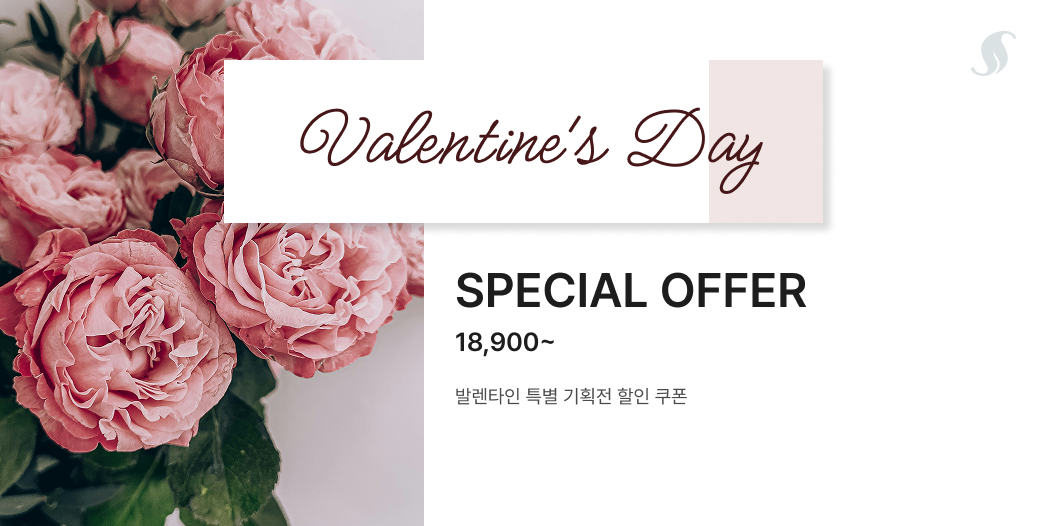 Valentine's Day
SPECIAL OFFER
18,900~
발렌타인 특별 기획전 할인 쿠폰